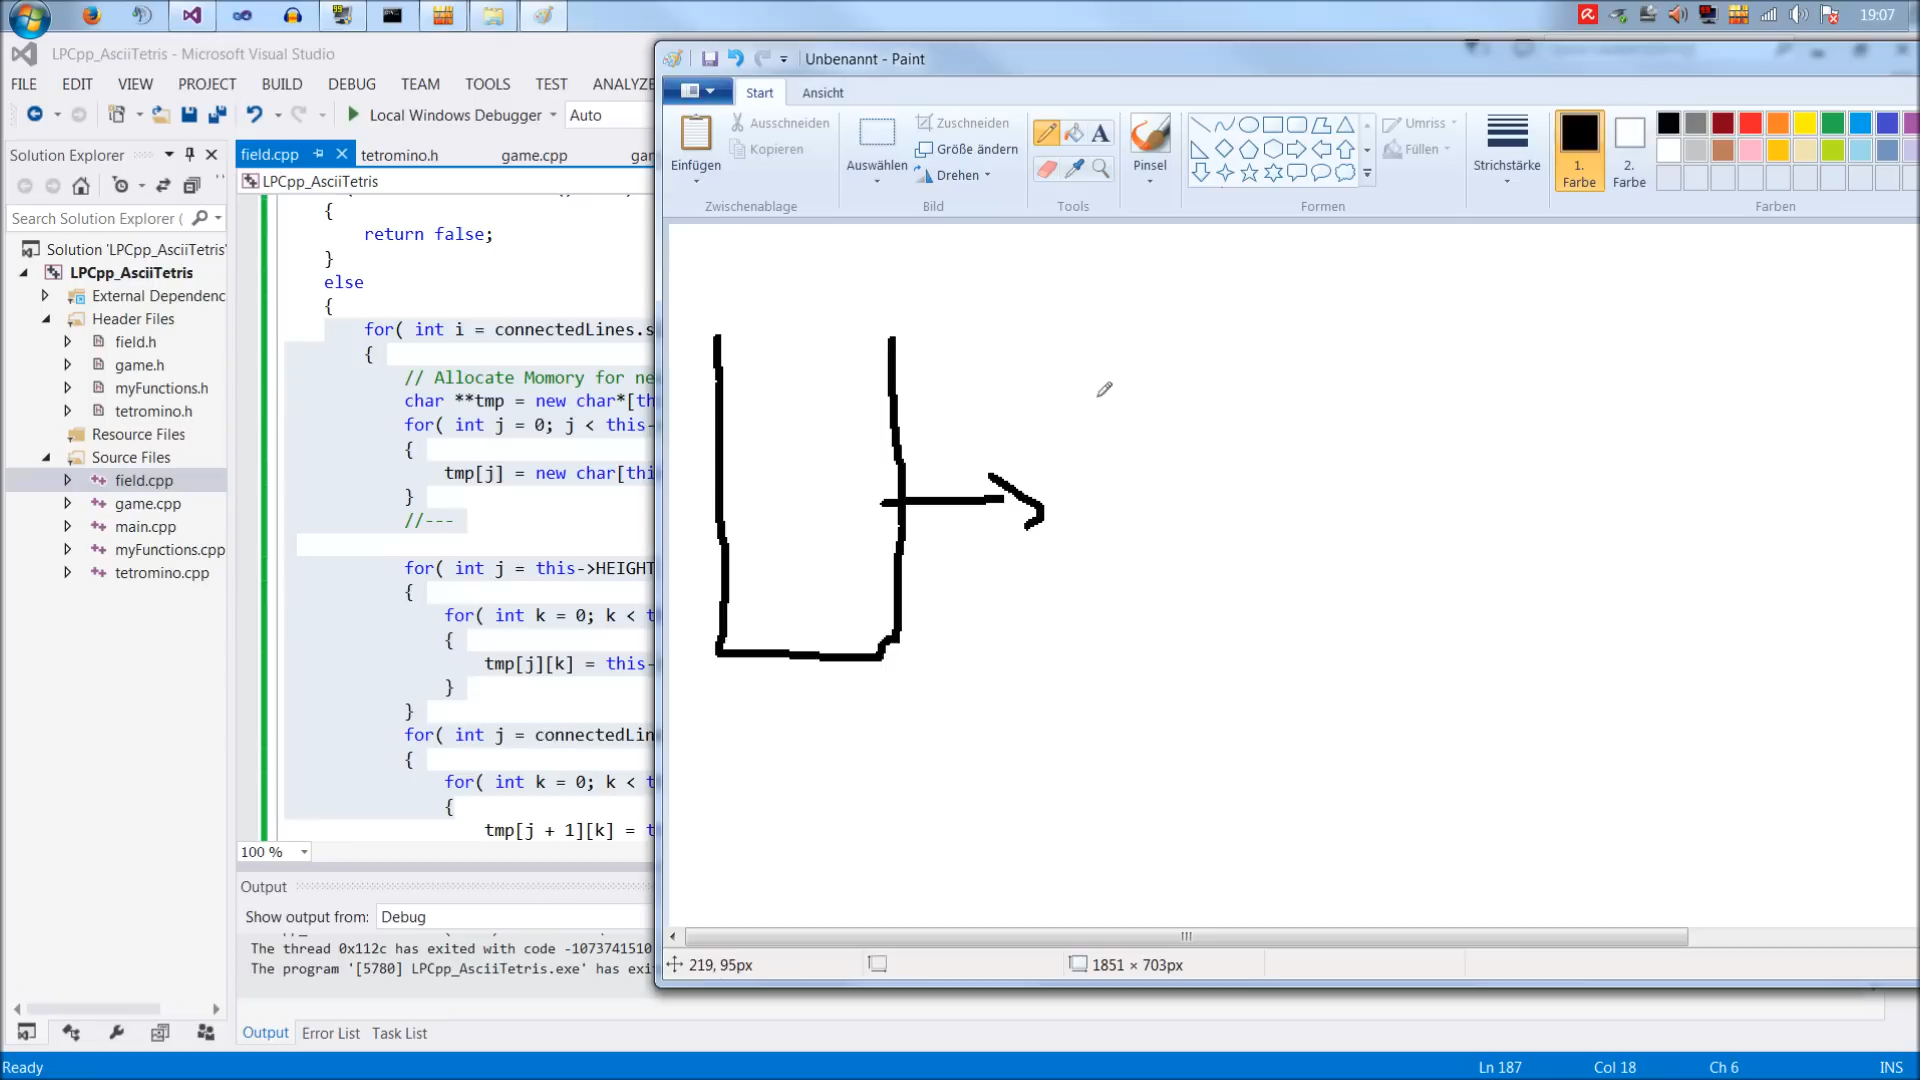 19:07
LPCpp_AsciiTetris - Microsoft Visual Studio
FILE EDIT VIEW PROJECT BUILD DEBUG TEAM TOOLS TEST ANALYZE
Local Windows Debugger Auto
Solution Explorer
Search Solution Explorer (
Solution 'LPCpp_AsciiTetris'
LPCpp_AsciiTetris
External Dependenc
Header Files
field.h
game.h
myFunctions.h
tetromino.h
Resource Files
Source Files
field.cpp
game.cpp
main.cpp
myFunctions.cpp
tetromino.cpp
field.cpp tetromino.h game.cpp
LPCpp_AsciiTetris
{
return false;
}
else
{
for( int i = connectedLines.s
{
// Allocate Momory for ne
char **tmp = new char*[th
for( int j = 0; j < this-
{
tmp[j] = new char[thi
}
//---
for( int j = this->HEIGHT
{
for( int k = 0; k < t
{
tmp[j][k] = this-
}
}
for( int j = connectedLin
{
for( int k = 0; k < t
{
tmp[j + 1][k] = t
100 %
Output
Show output from: Debug
The thread 0x112c has exited with code -1073741510
The program '[5780] LPCpp_AsciiTetris.exe' has exi
Output Error List Task List
Ready Ln 187 Col 18 Ch 6 INS
Unbenannt - Paint
Start Ansicht
Einfügen
Ausschneiden
Kopieren
Zwischenablage
Auswählen
Zuschneiden
Größe ändern
Drehen
Bild
Tools
Pinsel
Umriss
Füllen
Formen
Strichstärke
1. Farbe
2. Farbe
Farben
219, 95px
1851 × 703px